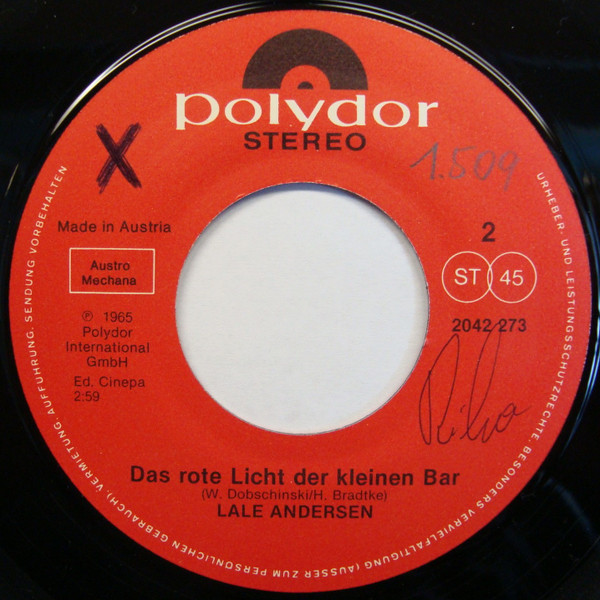 polydor
STEREO
X
1.509
Made in Austria
Austro
Mechana
℗ 1965
Polydor
International
GmbH
Ed. Cinepa
2:59
2
ST 45
2042 273
Das rote Licht der kleinen Bar
(W. Dobschinski/H. Bradtke)
LALE ANDERSEN
URHEBER- UND LEISTUNGSSCHUTZRECHTE, BESONDERS VERVIELFÄLTIGUNG (AUSSER ZUM PERSÖNLICHEN GEBRAUCH), VERMIETUNG, AUFFÜHRUNG, SENDUNG VORBEHALTEN